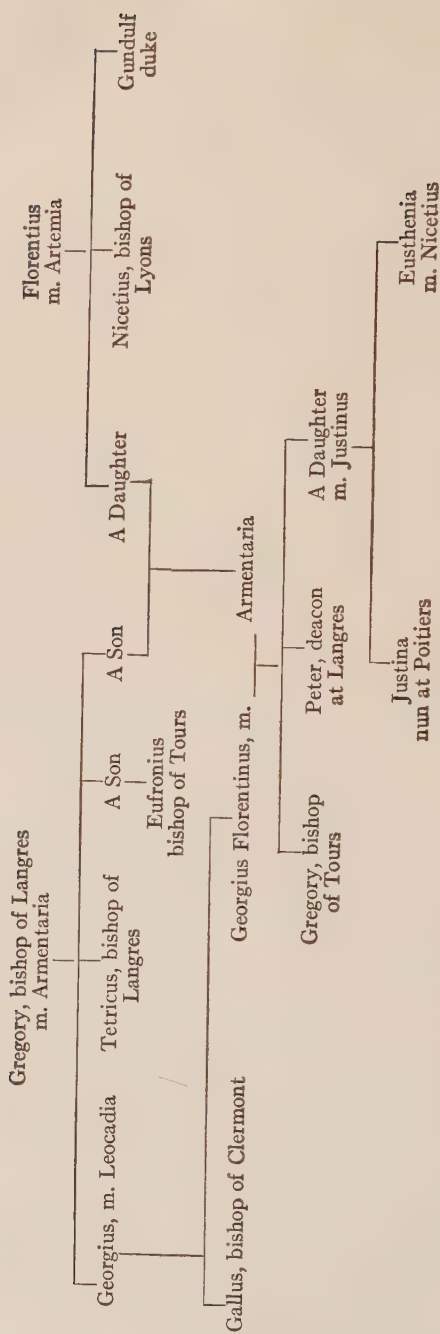 Gregory, bishop of Langres
m. Armentaria
Florentius
m. Artemia
Georgius, m. Leocadia
Tetricus, bishop of
Langres
A Son
A Son
A Daughter
Nicetius, bishop of
Lyons
Gundulf
duke
Eufronius
bishop of Tours
Gallus, bishop of Clermont
Georgius Florentinus, m.
Armentaria
Gregory, bishop
of Tours
Peter, deacon
at Langres
A Daughter
m. Justinus
Justina
nun at Poitiers
Eusthenia
m. Nicetius